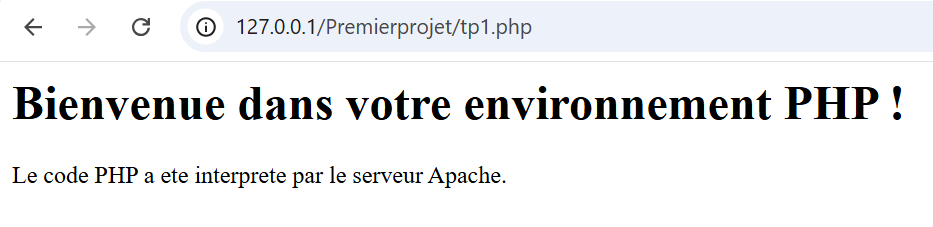 127.0.0.1/Premierprojet/tp1.php
Bienvenue dans votre environnement PHP !
Le code PHP a ete interprete par le serveur Apache.